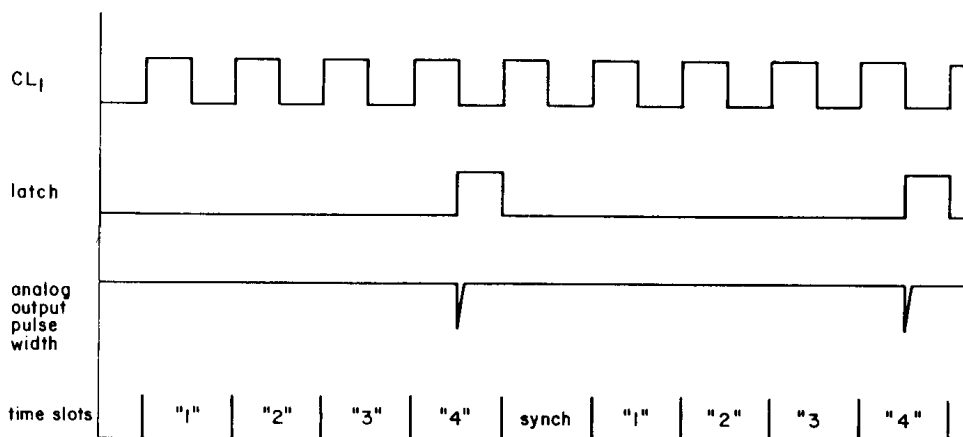 CL1
latch
analog
output
pulse
width
time slots "1" "2" "3" "4" synch "1" "2" "3 "4"